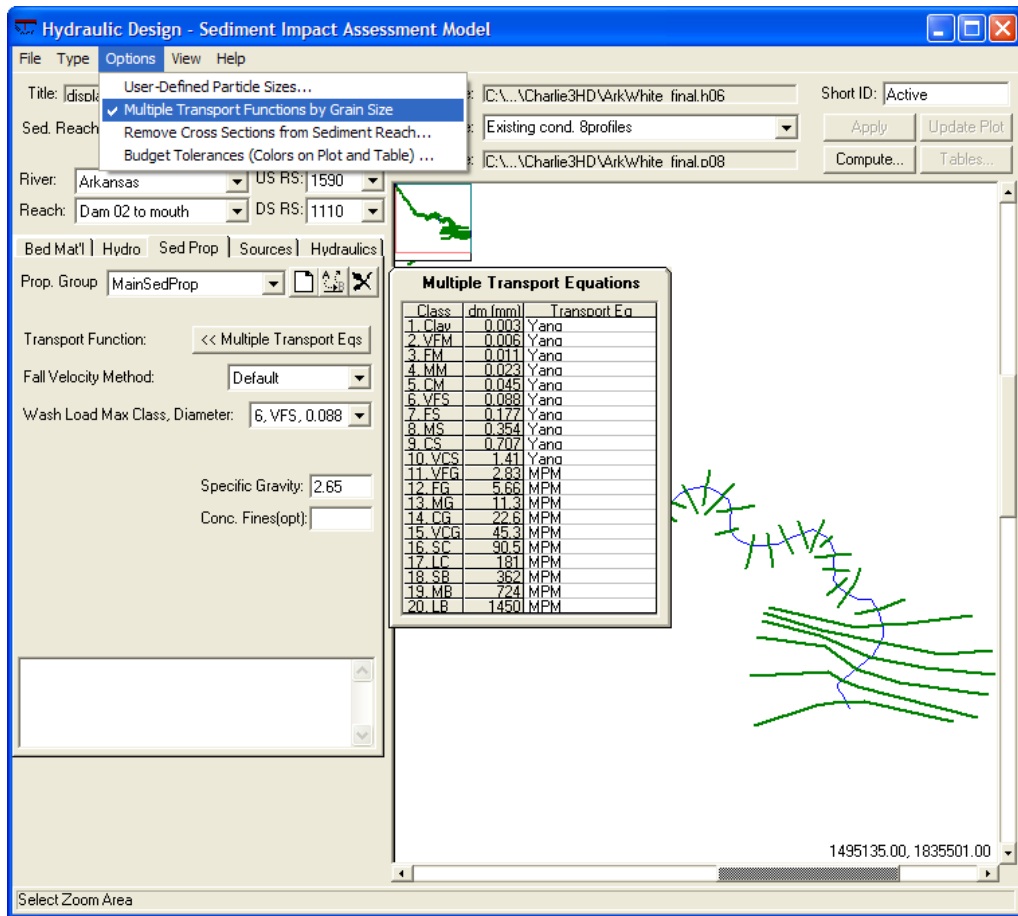 Hydraulic Design - Sediment Impact Assessment Model
File Type Options View Help
User-Defined Particle Sizes...
Multiple Transport Functions by Grain Size
Remove Cross Sections from Sediment Reach...
Budget Tolerances (Colors on Plot and Table) ...
Title: displa
e: C:\...\Charlie3HD\ArkWhite final.h06
Short ID: Active
Sed. Reach
e: Existing cond. 8profiles
Apply Update Plot
e: C:\...\Charlie3HD\ArkWhite final.p08
Compute... Tables...
River: Arkansas US RS: 1590
Reach: Dam 02 to mouth DS RS: 1110
Bed Mat'l Hydro Sed Prop Sources Hydraulics
Prop. Group MainSedProp
Transport Function: << Multiple Transport Eqs
Fall Velocity Method: Default
Wash Load Max Class, Diameter: 6, VFS, 0.088
Specific Gravity: 2.65
Conc. Fines(opt):
Multiple Transport Equations
Class dm (mm) Transport Eq
1. Clay 0.003 Yang
2. VFM 0.006 Yang
3. FM 0.011 Yang
4. MM 0.023 Yang
5. CM 0.045 Yang
6. VFS 0.088 Yang
7. FS 0.177 Yang
8. MS 0.354 Yang
9. CS 0.707 Yang
10. VCS 1.41 Yang
11. VFG 2.83 MPM
12. FG 5.66 MPM
13. MG 11.3 MPM
14. CG 22.6 MPM
15. VCG 45.3 MPM
16. SC 90.5 MPM
17. LC 181 MPM
18. SB 362 MPM
19. MB 724 MPM
20. LB 1450 MPM
1495135.00, 1835501.00
Select Zoom Area